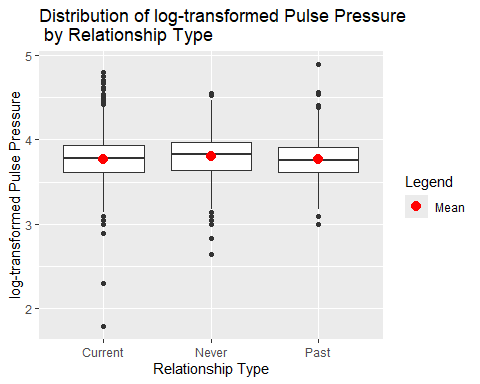 Distribution of log-transformed Pulse Pressure
by Relationship Type
log-transformed Pulse Pressure
5
4
3
2
Current Never Past
Relationship Type
Legend
Mean